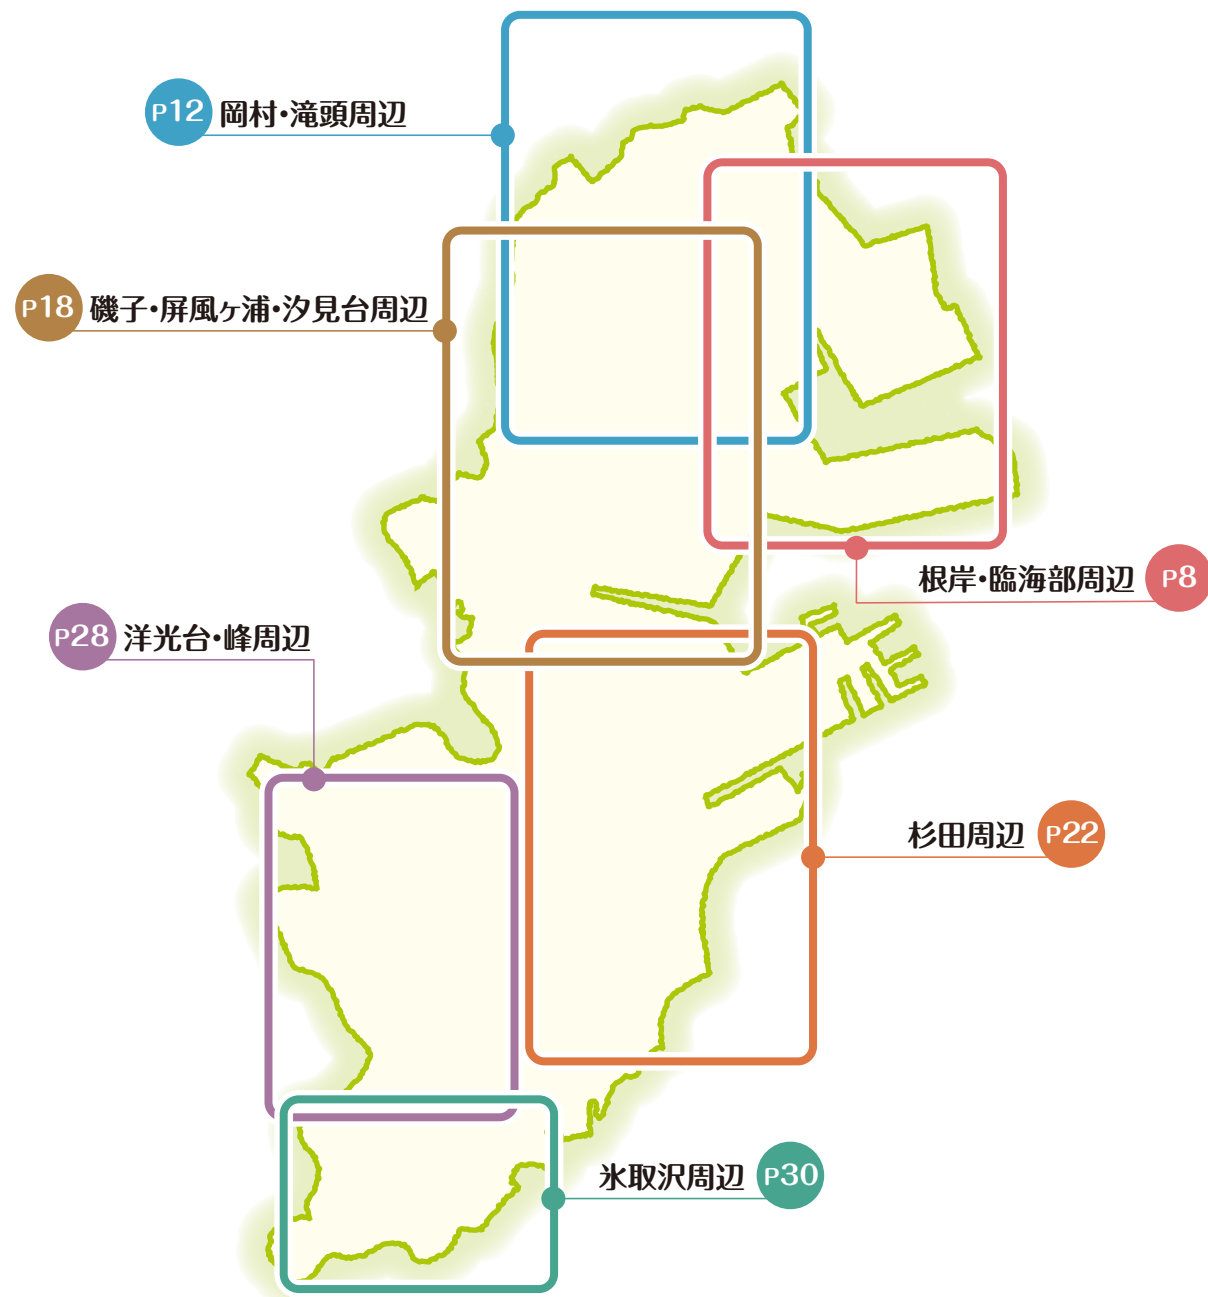 P12 岡村・滝頭周辺
P18 磯子・屏風ヶ浦・汐見台周辺
根岸・臨海部周辺 P8
P28 洋光台・峰周辺
杉田周辺 P22
氷取沢周辺 P30